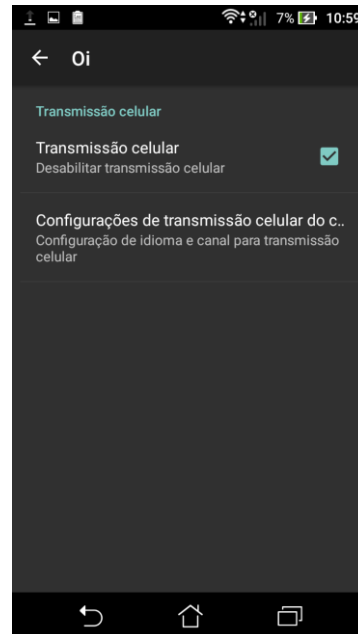 7% 10:59
Oi
Transmissão celular
Transmissão celular
Desabilitar transmissão celular
Configurações de transmissão celular do c..
Configuração de idioma e canal para transmissão
celular